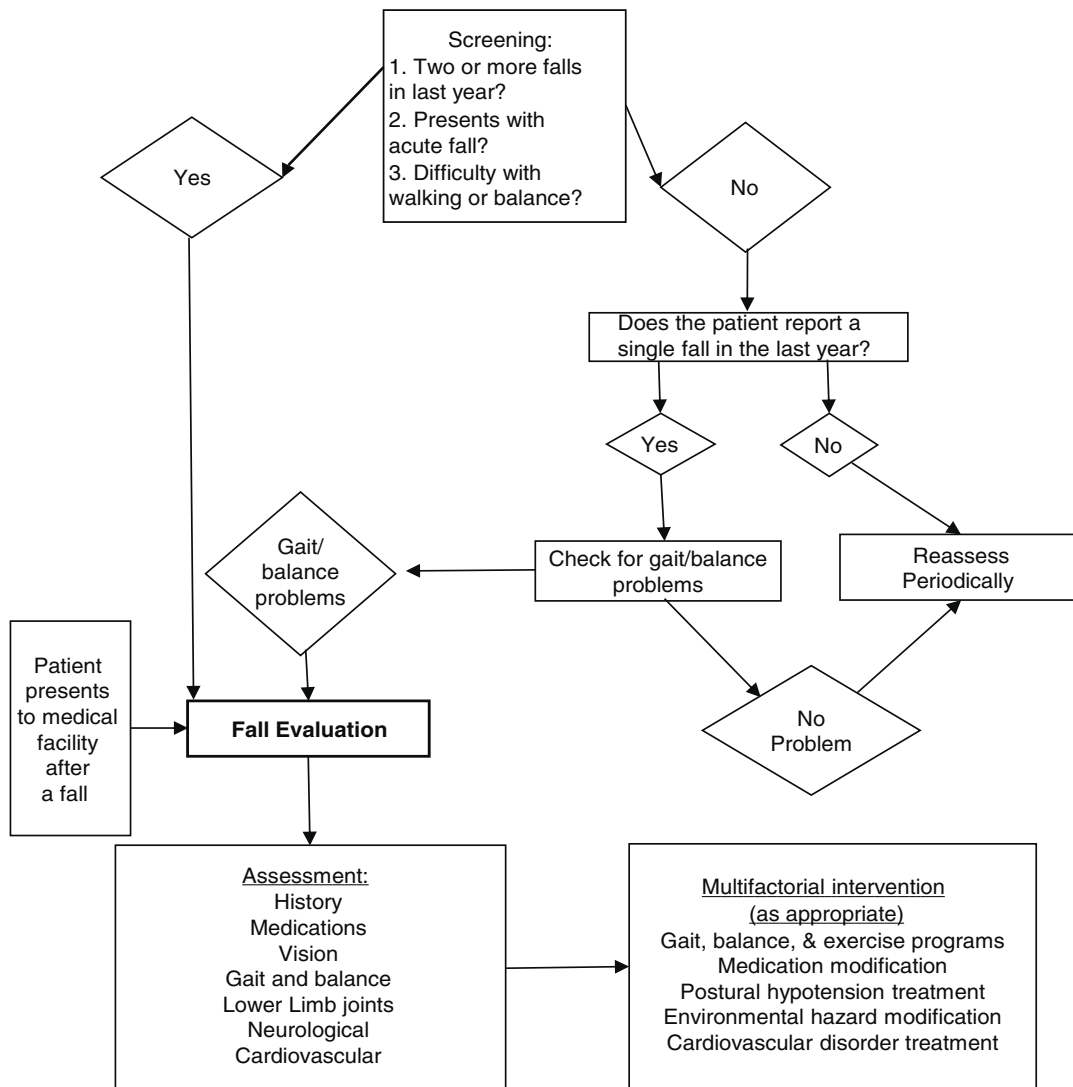 Screening:
1. Two or more falls
in last year?
2. Presents with
acute fall?
3. Difficulty with
walking or balance?
Yes
No
Does the patient report a
single fall in the last year?
Yes
No
Gait/
balance
problems
Check for gait/balance
problems
Reassess
Periodically
Patient
presents
to medical
facility
after
a fall
Fall Evaluation
No
Problem
Assessment:
History
Medications
Vision
Gait and balance
Lower Limb joints
Neurological
Cardiovascular
Multifactorial intervention
(as appropriate)
Gait, balance, & exercise programs
Medication modification
Postural hypotension treatment
Environmental hazard modification
Cardiovascular disorder treatment